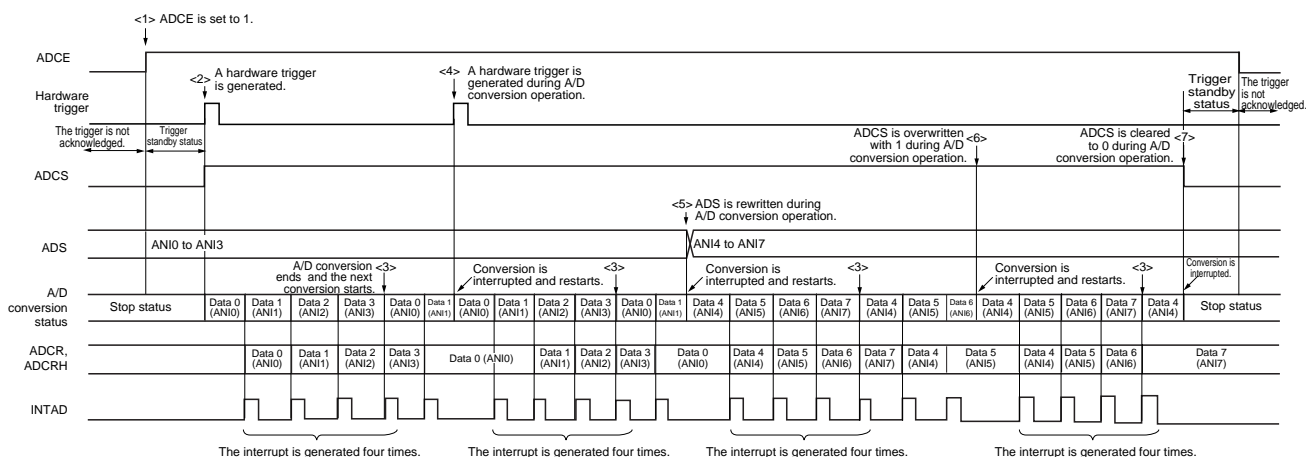 <1> ADCE is set to 1.
ADCE
<2> A hardware trigger
is generated.
<4> A hardware trigger is
generated during A/D
conversion operation.
Trigger
standby
status
The trigger
is not
acknowledged.
Hardware
trigger
The trigger is not
acknowledged.
Trigger
standby status
ADCS is overwritten
with 1 during A/D
conversion operation.
<6>
ADCS is cleared
to 0 during A/D
conversion operation.
<7>
ADCS
<5> ADS is rewritten during
A/D conversion operation.
ADS
ANI0 to ANI3
ANI4 to ANI7
A/D conversion
ends and the next
conversion starts.
<3>
Conversion is
interrupted and restarts.
<3>
Conversion is
interrupted and restarts.
<3>
Conversion is
interrupted and restarts.
<3>
Conversion is
interrupted.
A/D
conversion
status
Stop status
Data 0 Data 1 Data 2 Data 3 Data 0 Data 1 Data 0 Data 1 Data 2 Data 3 Data 0 Data 1 Data 4 Data 5 Data 6 Data 7 Data 4 Data 5 Data 6 Data 4 Data 5 Data 6 Data 7 Data 4
(ANI0) (ANI1) (ANI2) (ANI3) (ANI0) (ANI1) (ANI0) (ANI1) (ANI2) (ANI3) (ANI0) (ANI1) (ANI4) (ANI5) (ANI6) (ANI7) (ANI4) (ANI5) (ANI6) (ANI4) (ANI5) (ANI6) (ANI7) (ANI4)
Stop status
ADCR,
ADCRH
Data 0 Data 1 Data 2 Data 3 Data 0 (ANI0) Data 1 Data 2 Data 3 Data 0 Data 4 Data 5 Data 6 Data 7 Data 4 Data 5 Data 4 Data 5 Data 6 Data 7
(ANI0) (ANI1) (ANI2) (ANI3) (ANI1) (ANI2) (ANI3) (ANI0) (ANI4) (ANI5) (ANI6) (ANI7) (ANI4) (ANI5) (ANI4) (ANI5) (ANI6) (ANI7)
INTAD
The interrupt is generated four times.
The interrupt is generated four times.
The interrupt is generated four times.
The interrupt is generated four times.